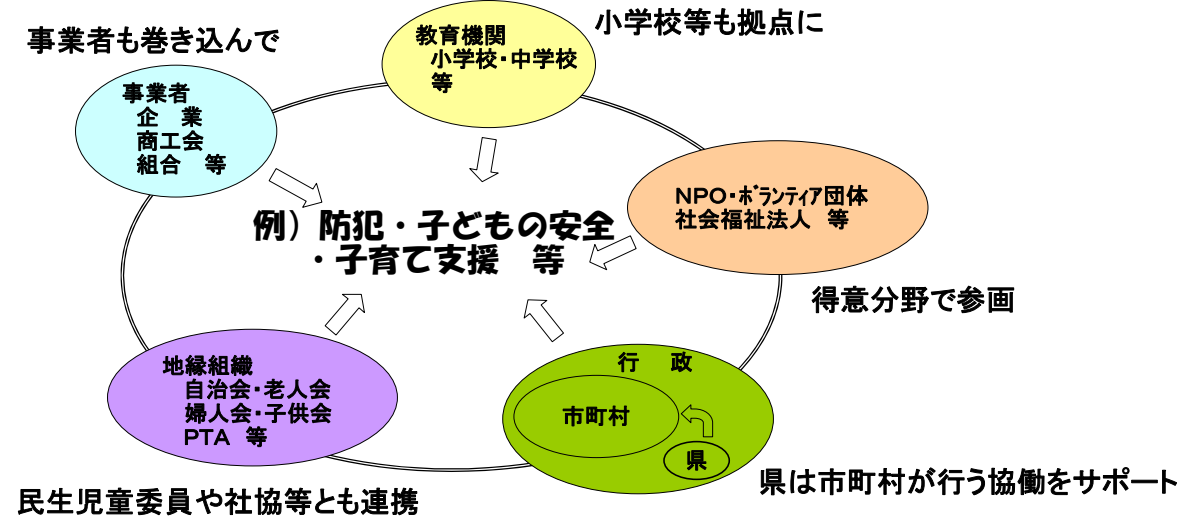 小学校等も拠点に
事業者も巻き込んで
教育機関
小学校・中学校
等
事業者
企　業
商工会
組合　等
NPO・ﾎﾞﾗﾝﾃｨｱ団体
社会福祉法人　等
例）防犯・子どもの安全
・子育て支援　等
得意分野で参画
地縁組織
自治会・老人会
婦人会・子供会
PTA　等
行　政
市町村
県
県は市町村が行う協働をサポート
民生児童委員や社協等とも連携